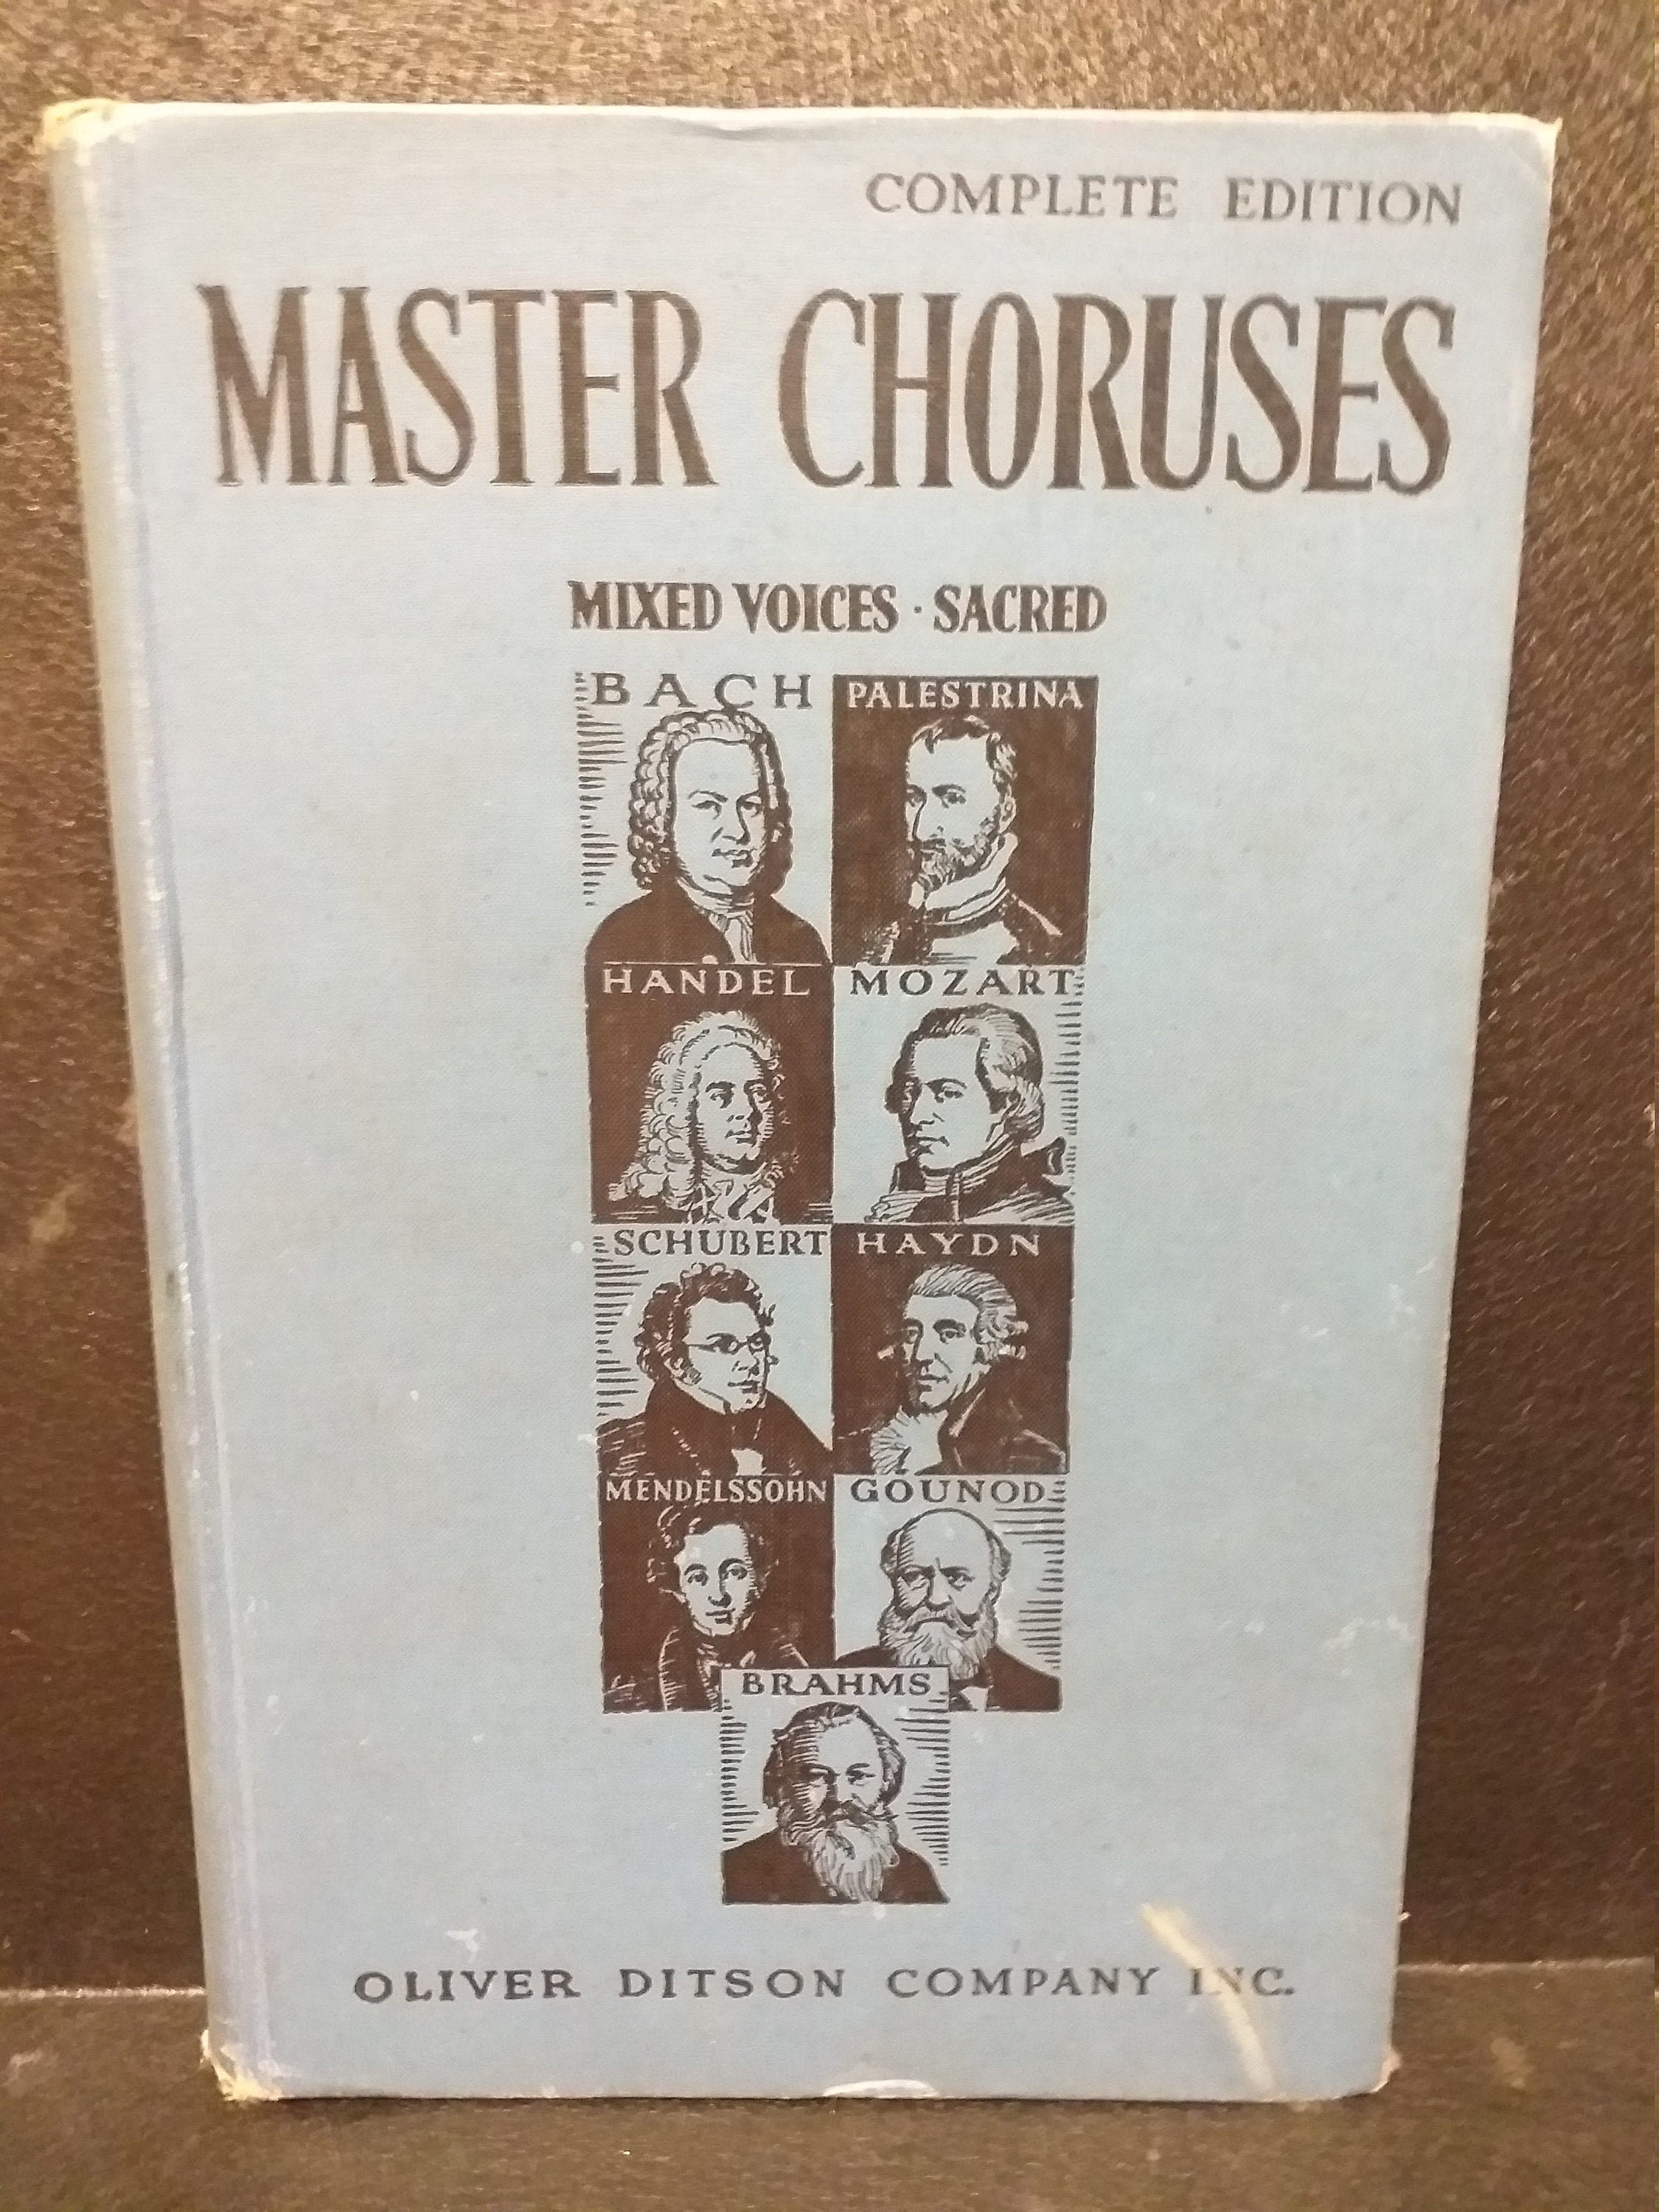 COMPLETE EDITION
MASTER CHORUSES
MIXED VOICES · SACRED
BACH PALESTRINA
HANDEL MOZART
SCHUBERT HAYDN
MENDELSSOHN GOUNOD
BRAHMS
OLIVER DITSON COMPANY INC.